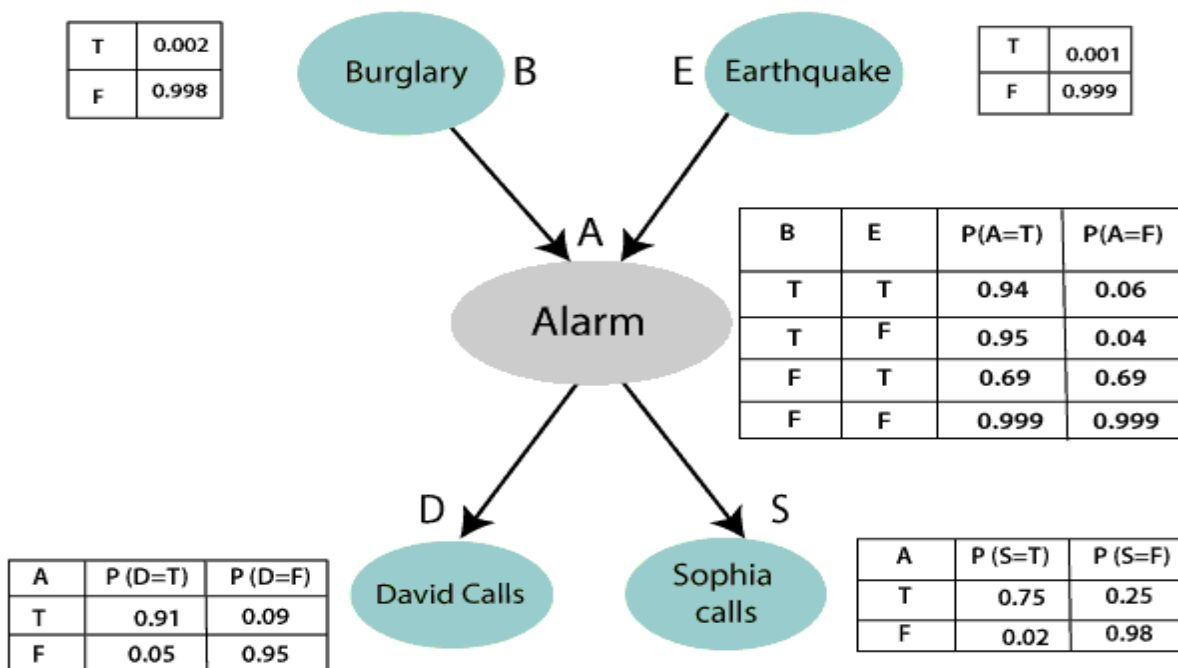 T 0.002
F 0.998
Burglary B
E Earthquake
T 0.001
F 0.999
A
Alarm
B E P(A=T) P(A=F)
T T 0.94 0.06
T F 0.95 0.04
F T 0.69 0.69
F F 0.999 0.999
D
S
A P (D=T) P (D=F)
T 0.91 0.09
F 0.05 0.95
David Calls
Sophia
calls
A P (S=T) P (S=F)
T 0.75 0.25
F 0.02 0.98